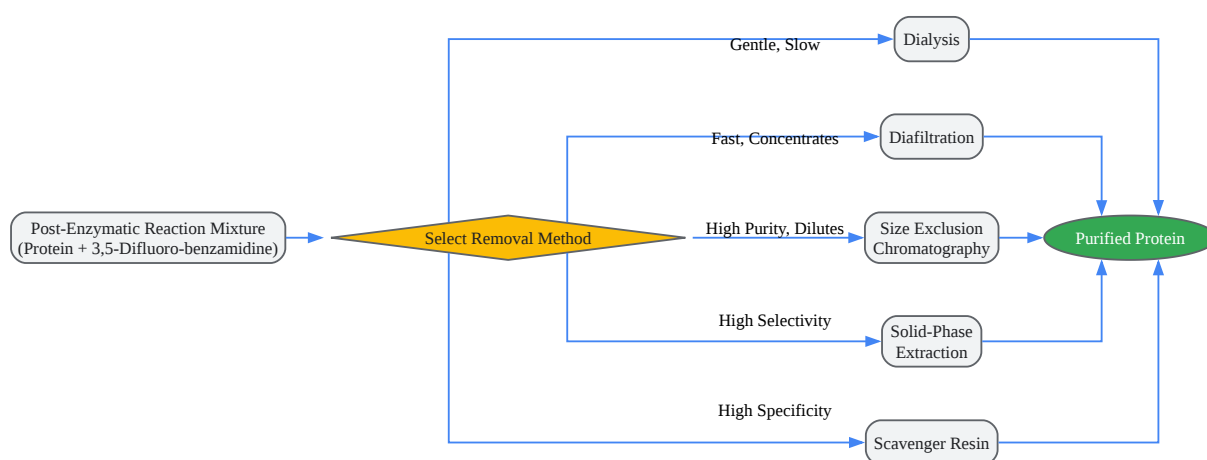 Gentle, Slow
Dialysis
Fast, Concentrates
Diafiltration
Post-Enzymatic Reaction Mixture
(Protein + 3,5-Difluoro-benzamidine)
Select Removal Method
High Purity, Dilutes
Size Exclusion
Chromatography
Purified Protein
High Selectivity
Solid-Phase
Extraction
High Specificity
Scavenger Resin